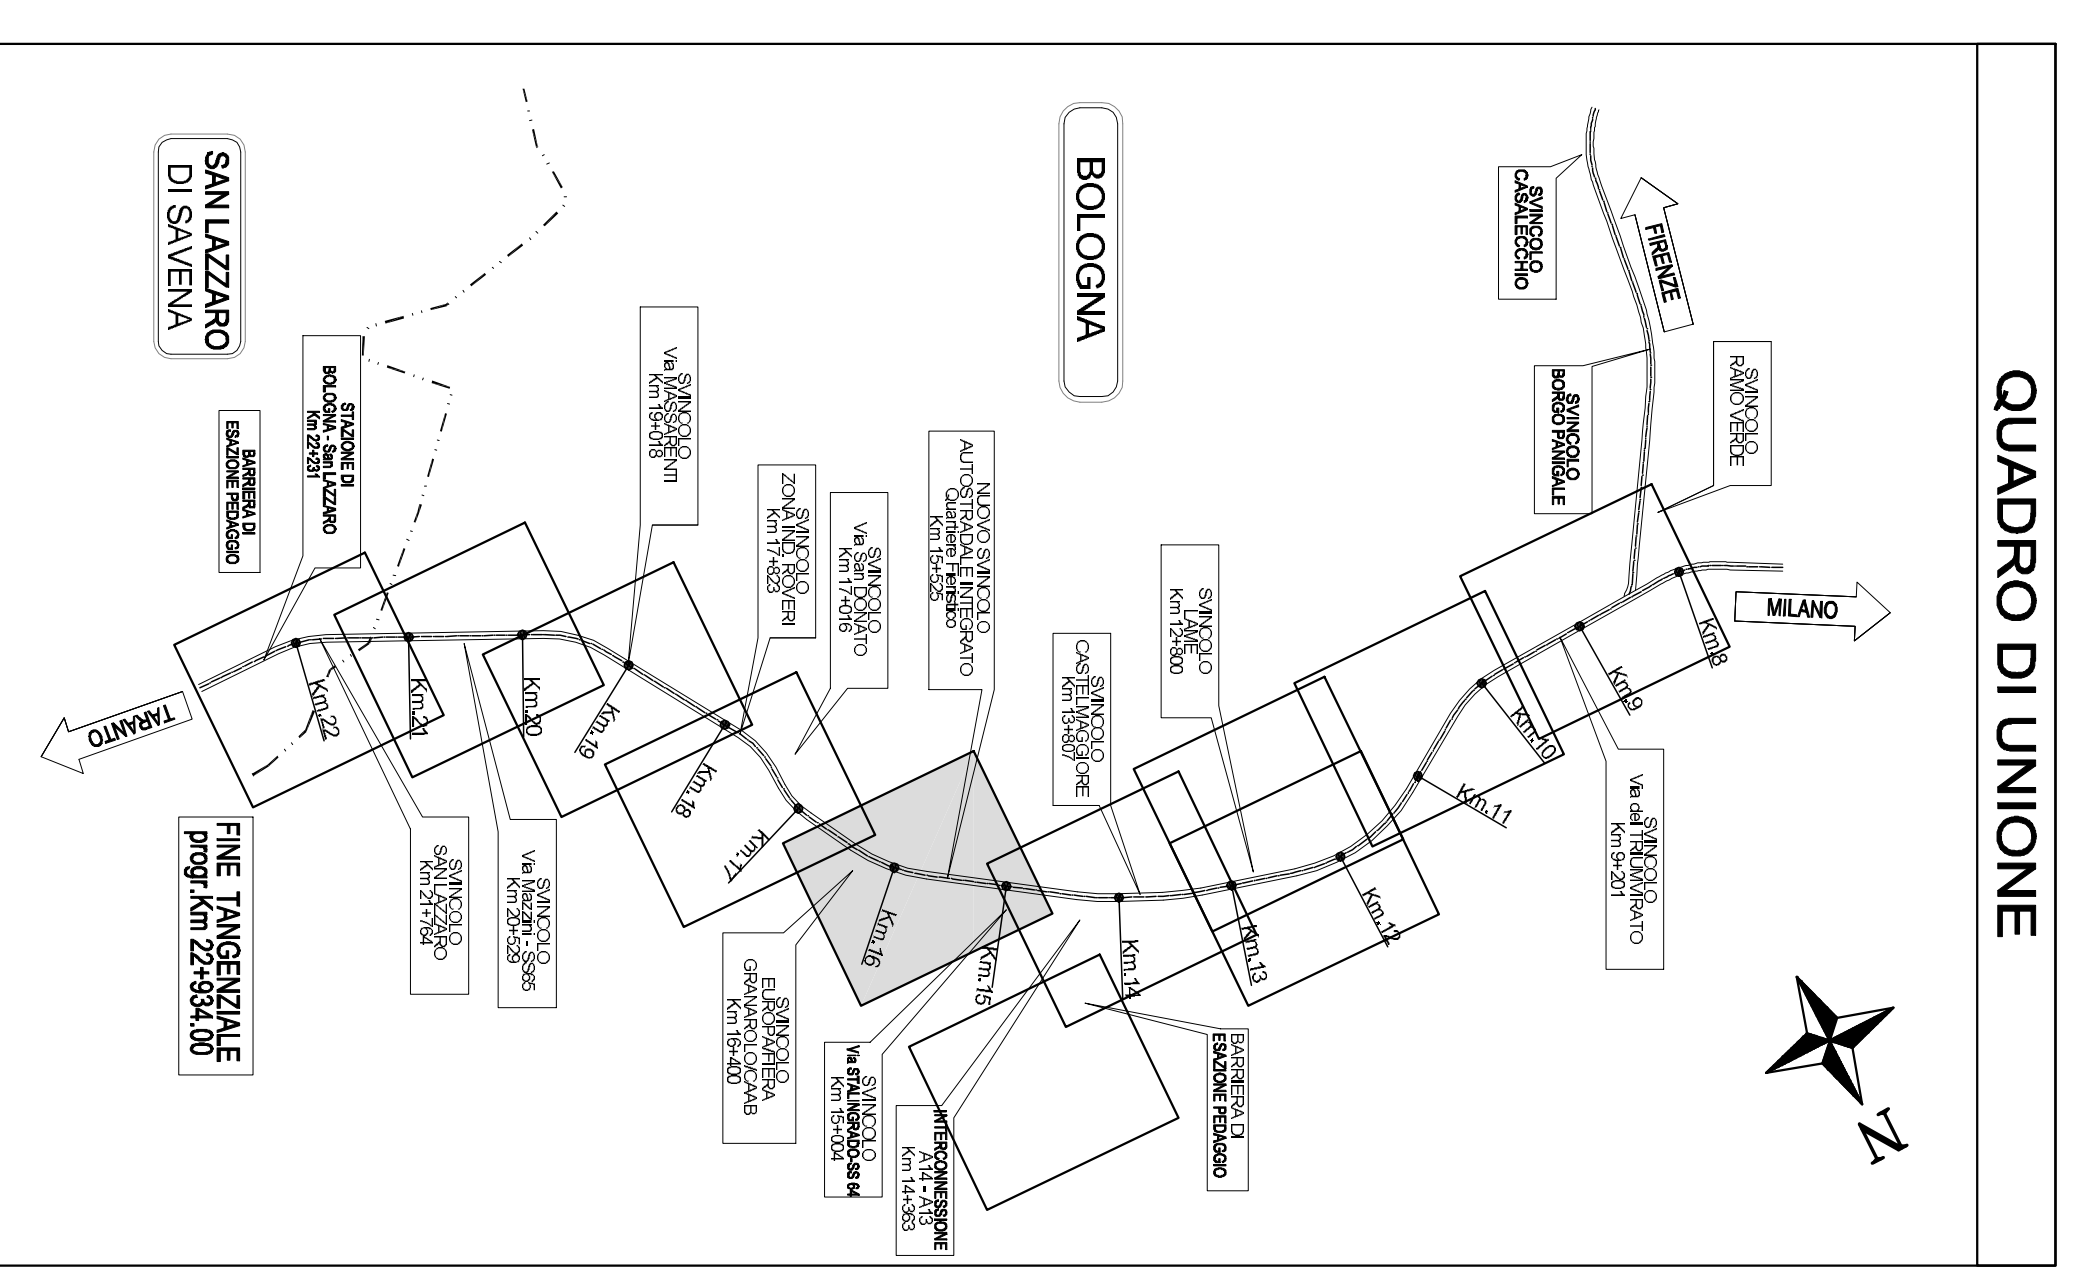 QUADRO DI UNIONE
MILANO
FIRENZE
N
SVINCOLO
RAMO VERDE
SVINCOLO
CASALECCHIO
SVINCOLO
BORGO PANIGALE
SVINCOLO
Via del TRIUMVIRATO
Km 9+201
Km.8
Km.9
Km.10
Km.11
Km.12
Km.13
Km.14
Km.15
Km.16
Km.17
Km.18
Km.19
Km.20
Km.21
Km.22
BOLOGNA
SVINCOLO
LAME
Km 12+800
BARRIERA DI
ESAZIONE PEDAGGIO
SVINCOLO
CASTELMAGGIORE
Km 13+807
INTERCONNESSIONE
A14 - A13
Km 14+363
NUOVO SVINCOLO
AUTOSTRADALE INTEGRATO
Quartiere Fieristico
Km 15+525
SVINCOLO
Via STALINGRADO-SS 64
Km 15+004
SVINCOLO
Via San DONATO
Km 17+016
SVINCOLO
EUROPA/FIERA
GRANAROLO/CAAB
Km 16+400
SVINCOLO
ZONA IND. ROVERI
Km 17+823
SVINCOLO
Via MASSARENTI
Km 19+018
SVINCOLO
Via Mazzini - SS65
Km 20+529
SVINCOLO
SAN LAZZARO
Km 21+764
STAZIONE DI
BOLOGNA - San LAZZARO
Km 22+231
BARRIERA DI
ESAZIONE PEDAGGIO
SAN LAZZARO
DI SAVENA
FINE TANGENZIALE
progr.Km 22+934.00
TARANTO